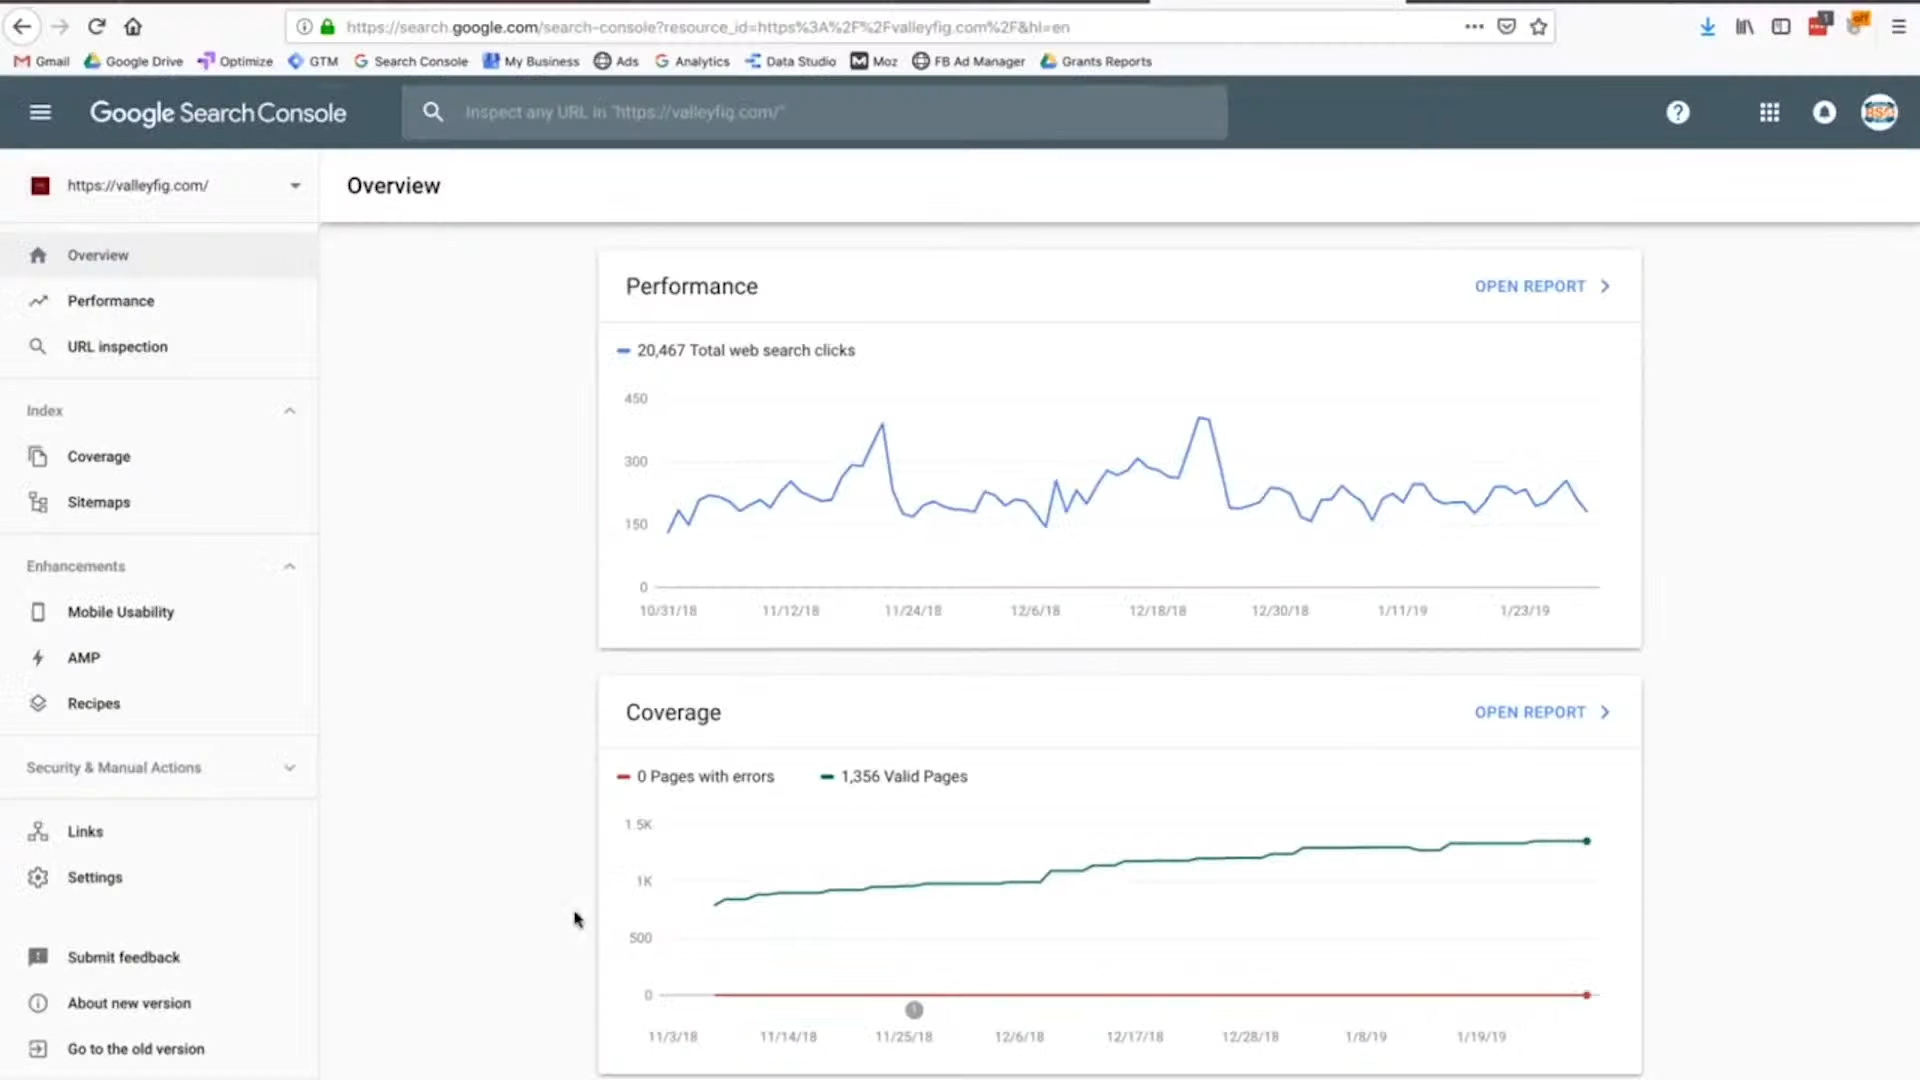 https://search.google.com/search-console?resource_id=https%3A%2F%2Fvalleyfig.com%2F&hl=en
1
off
Gmail Google Drive Optimize GTM Search Console My Business Ads Analytics Data Studio Moz FB Ad Manager Grants Reports
Google Search Console
Inspect any URL in "https://valleyfig.com/"
BSG
https://valleyfig.com/
Overview
Overview
Performance
URL inspection
Index
Coverage
Sitemaps
Enhancements
Mobile Usability
AMP
Recipes
Security & Manual Actions
Links
Settings
Submit feedback
About new version
Go to the old version
Performance
OPEN REPORT
20,467 Total web search clicks
450
300
150
0
10/31/18 11/12/18 11/24/18 12/6/18 12/18/18 12/30/18 1/11/19 1/23/19
Coverage
OPEN REPORT
0 Pages with errors 1,356 Valid Pages
1.5K
1K
500
0
1
11/3/18 11/14/18 11/25/18 12/6/18 12/17/18 12/28/18 1/8/19 1/19/19